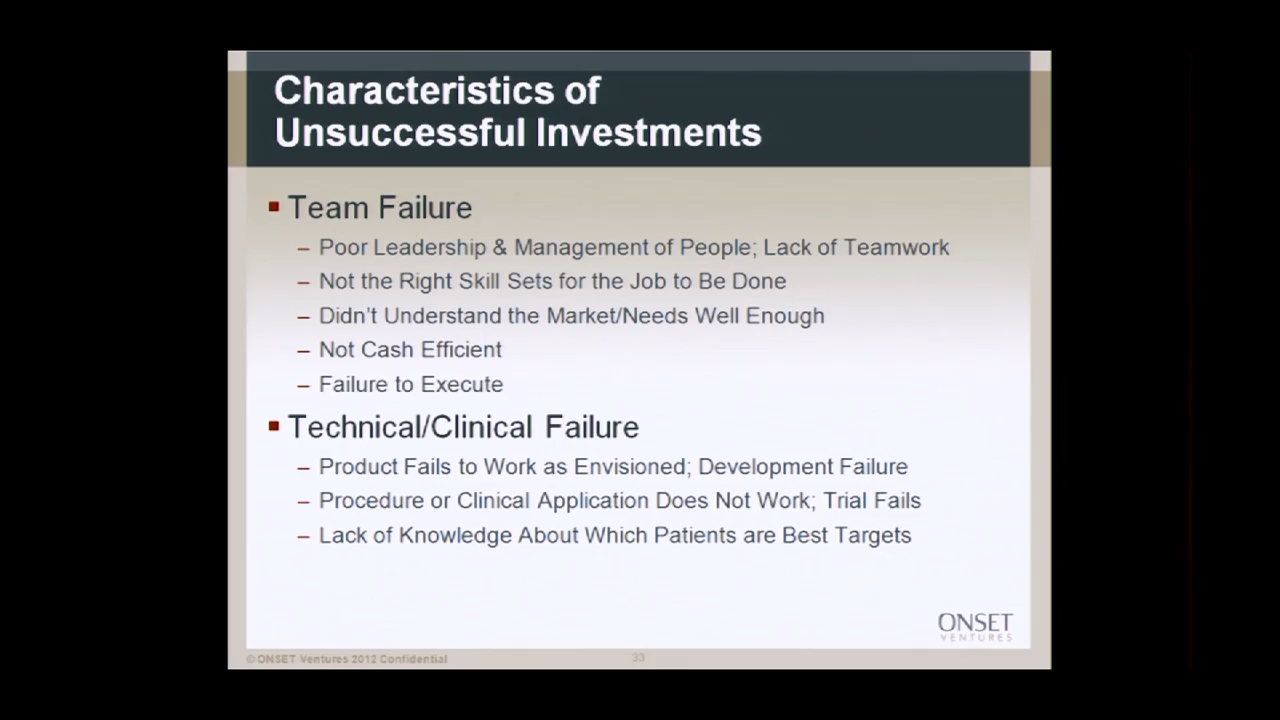 Characteristics of
Unsuccessful Investments
Team Failure
– Poor Leadership & Management of People; Lack of Teamwork
– Not the Right Skill Sets for the Job to Be Done
– Didn't Understand the Market/Needs Well Enough
– Not Cash Efficient
– Failure to Execute
Technical/Clinical Failure
– Product Fails to Work as Envisioned; Development Failure
– Procedure or Clinical Application Does Not Work; Trial Fails
– Lack of Knowledge About Which Patients are Best Targets
ONSET
VENTURES
© ONSET Ventures 2012 Confidential
33